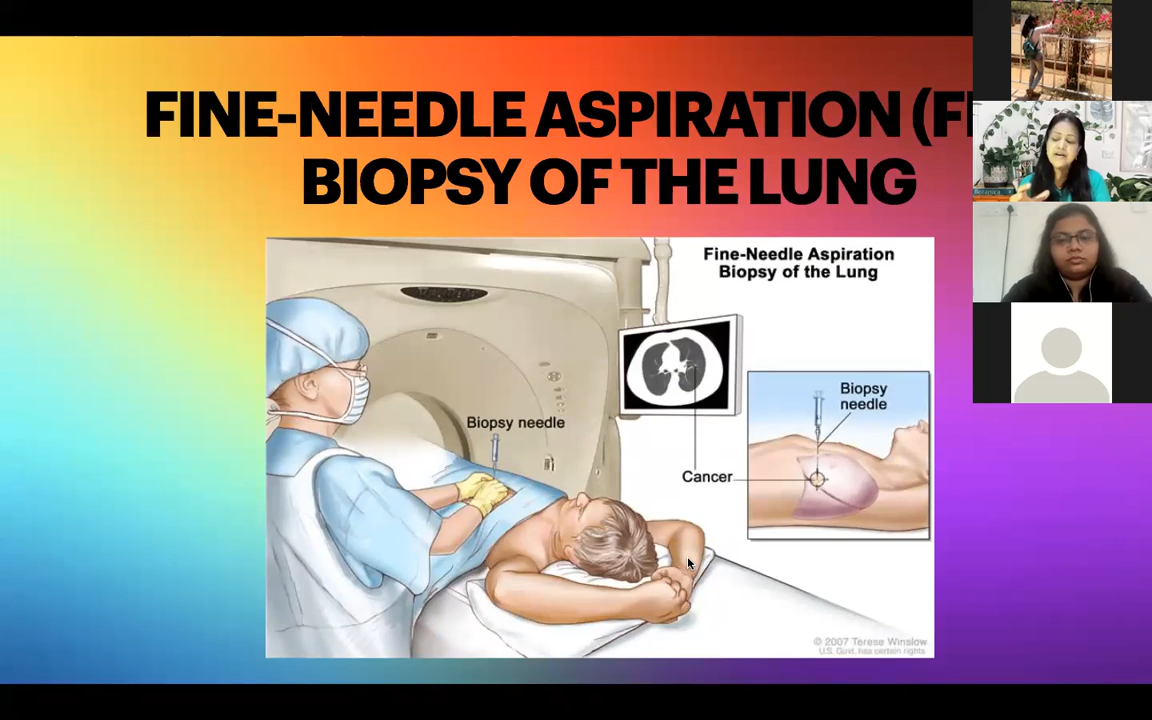 FINE-NEEDLE ASPIRATION (F
BIOPSY OF THE LUNG
Fine-Needle Aspiration
Biopsy of the Lung
Biopsy needle
Biopsy
needle
Cancer
© 2007 Terese Winslow
U.S. Govt. has certain rights